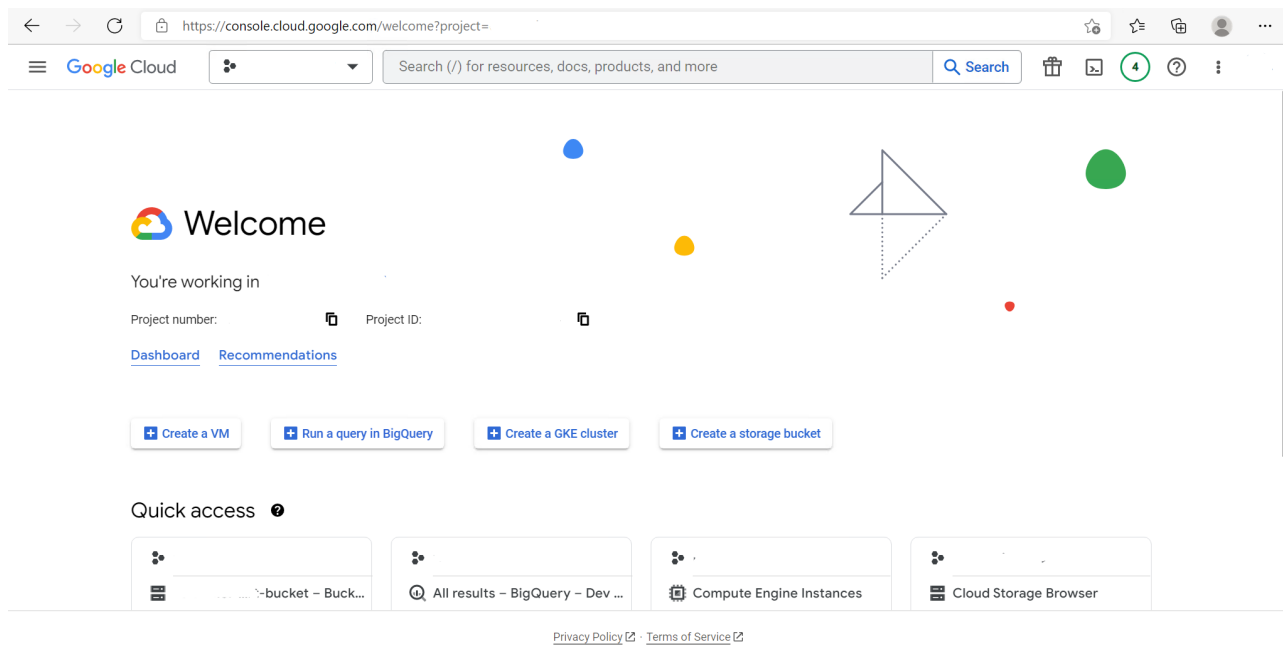 https://console.cloud.google.com/welcome?project=
Google Cloud Search (/) for resources, docs, products, and more Search 4
Welcome
You're working in
Project number: Project ID:
Dashboard Recommendations
Create a VM Run a query in BigQuery Create a GKE cluster Create a storage bucket
Quick access
-bucket – Buck... All results – BigQuery – Dev ... Compute Engine Instances Cloud Storage Browser
Privacy Policy · Terms of Service